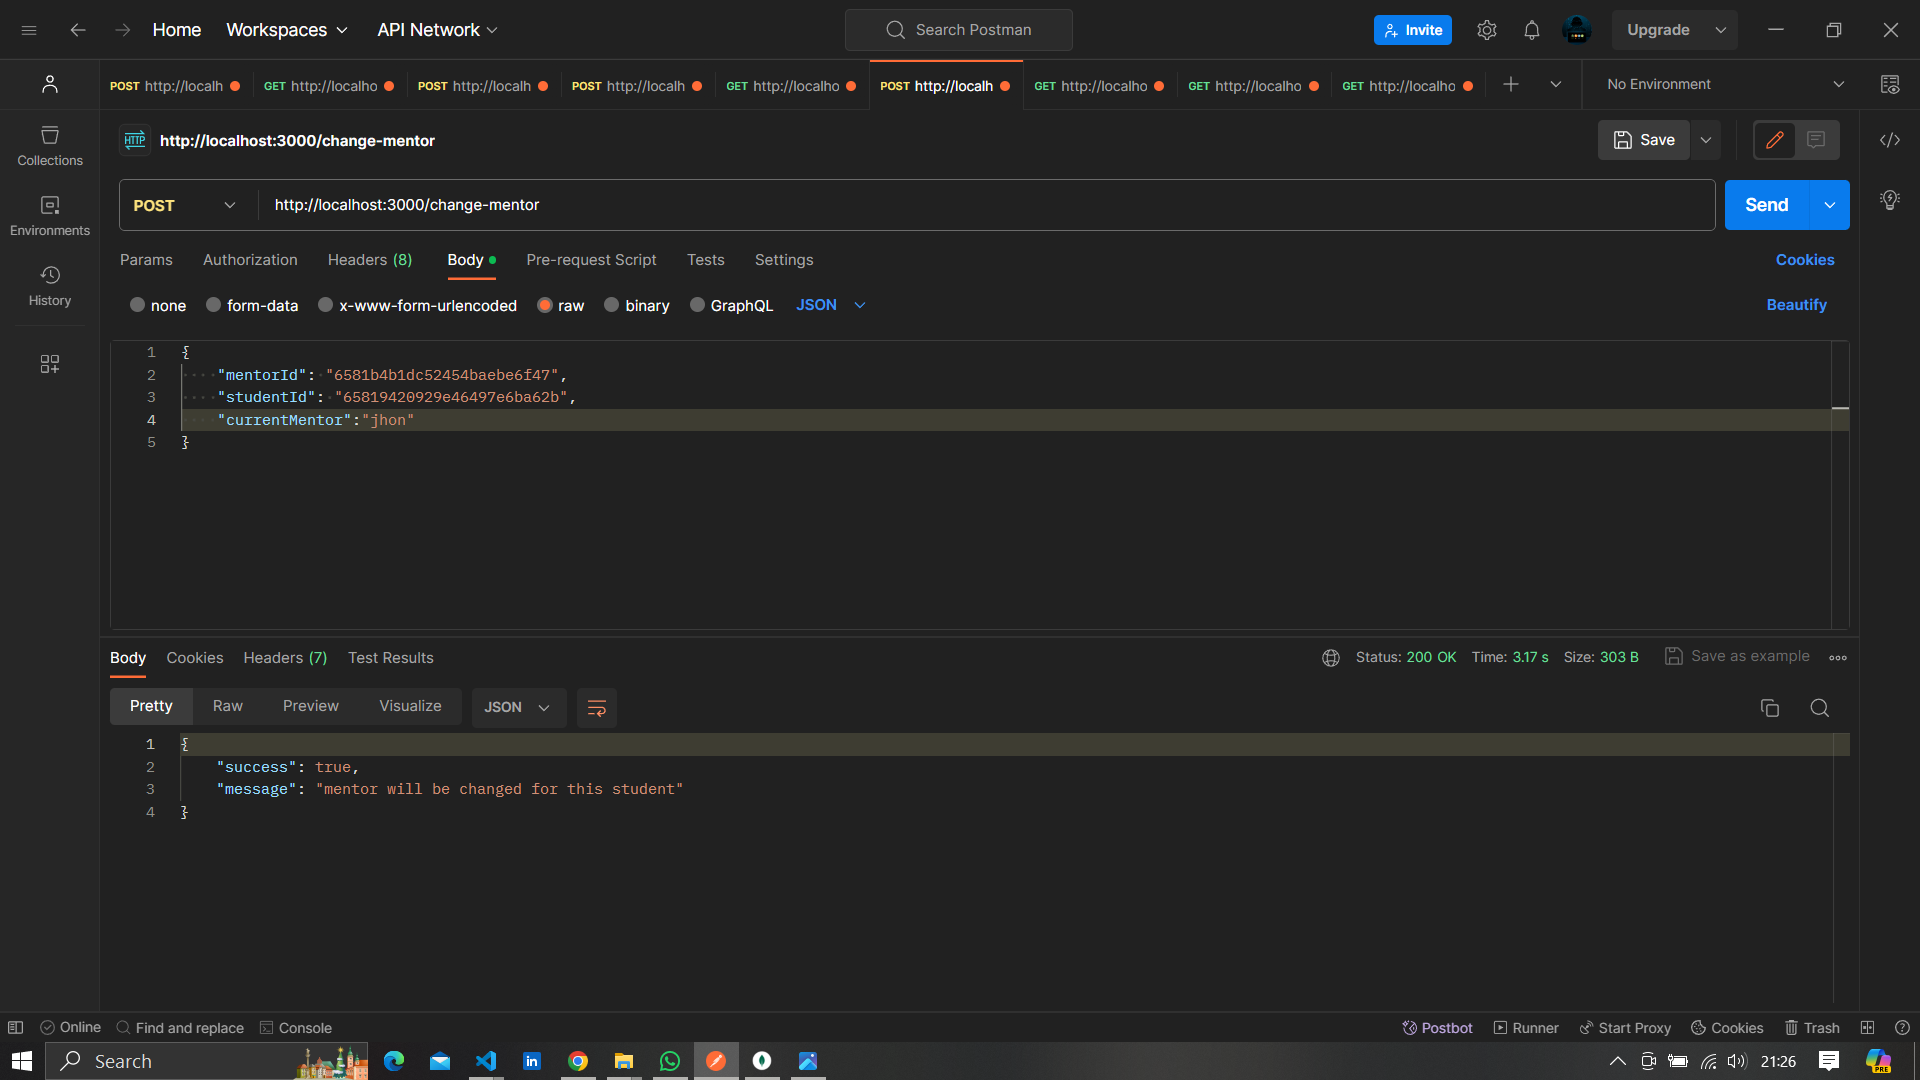 Home Workspaces API Network Search Postman Invite Upgrade
POST http://localh GET http://localho POST http://localh POST http://localh GET http://localho POST http://localh GET http://localho GET http://localho GET http://localho No Environment
HTTP http://localhost:3000/change-mentor Save
Collections
POST http://localhost:3000/change-mentor Send
Environments
Params Authorization Headers (8) Body Pre-request Script Tests Settings Cookies
History
none form-data x-www-form-urlencoded raw binary GraphQL JSON Beautify
1 {
2 "mentorId": "6581b4b1dc52454baebe6f47",
3 "studentId": "65819420929e46497e6ba62b",
4 "currentMentor":"jhon"
5 }
Body Cookies Headers (7) Test Results Status: 200 OK Time: 3.17 s Size: 303 B Save as example
Pretty Raw Preview Visualize JSON
1 {
2 "success": true,
3 "message": "mentor will be changed for this student"
4 }
Online Find and replace Console Postbot Runner Start Proxy Cookies Trash
Search in 21:26 PRE